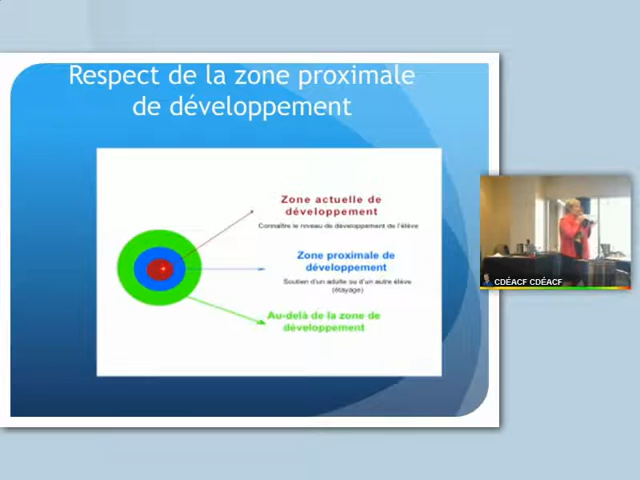 Respect de la zone proximale
de développement
Zone actuelle de
développement
Connaître le niveau de développement de l'élève
Zone proximale de
développement
Soutien d'un adulte ou d'un autre élève
(étayage)
Au-delà de la zone de
développement
CDÉACF CDÉACF